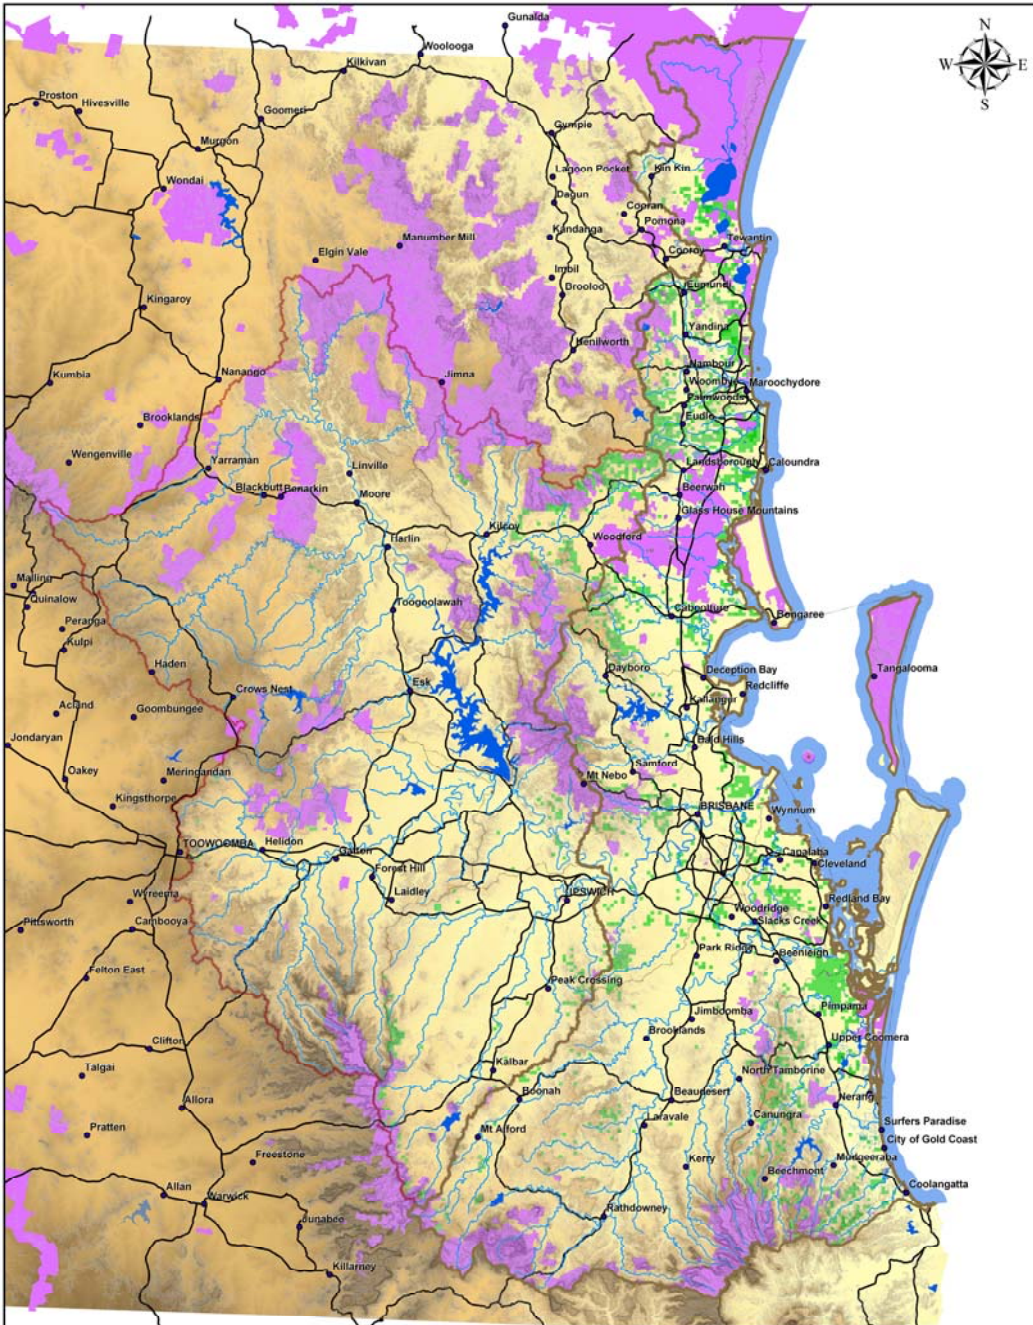 Gunalda
N
Woolooga
W
E
Kilkivan
S
Proston
Hivesville
Goomeri
Gympie
Murgon
Lagoon Pocket
Kin Kin
Wondai
Dagun
Cooran
Pomona
Kandanga
Tewantin
Manumber Mill
Elgin Vale
Cooroy
Imbil
Brooloo
Eumundi
Kingaroy
Yandina
Kenilworth
Nambour
Kumbia
Nanango
Jimna
Woombye
Maroochydore
Palmwoods
Brooklands
Eudlo
Wengenville
Yarraman
Linville
Landsborough
Caloundra
Blackbutt
Benarkin
Moore
Beerwah
Glass House Mountains
Kilcoy
Woodford
Harlin
Maling
Quinalow
Toogoolawah
Caboolture
Bongaree
Peranga
Kulpi
Haden
Dayboro
Deception Bay
Tangalooma
Crows Nest
Esk
Redcliffe
Acland
Goombungee
Kallangur
Jondaryan
Bald Hills
Oakey
Meringandan
Samford
Mt Nebo
Kingsthorpe
BRISBANE
Wynnum
TOOWOOMBA
Helidon
Gatton
Capalaba
Cleveland
Forest Hill
Laidley
IPSWICH
Wyreema
Redland Bay
Woodridge
Pittsworth
Cambooya
Slacks Creek
Park Ridge
Beenleigh
Felton East
Peak Crossing
Pimpama
Jimboomba
Brooklands
Clifton
Upper Coomera
Talgai
Kalbar
North Tamborine
Boonah
Beaudesert
Nerang
Allora
Laravale
Canungra
Surfers Paradise
Pratten
Mt Alford
City of Gold Coast
Freestone
Kerry
Mudgeeraba
Beechmont
Allan
Warwick
Coolangatta
Junabee
Rathdowney
Killarney